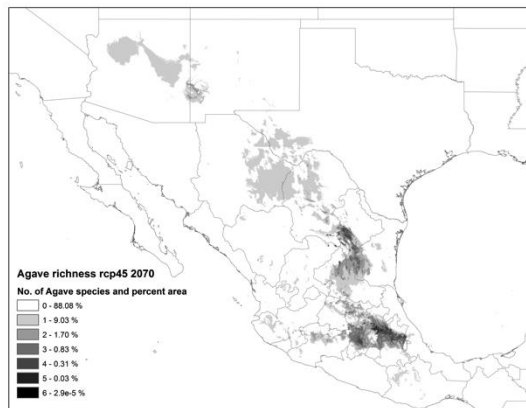 Agave richness rcp45 2070
No. of Agave species and percent area
0 - 88.08 %
1 - 9.03 %
2 - 1.70 %
3 - 0.83 %
4 - 0.31 %
5 - 0.03 %
6 - 2.9e-5 %